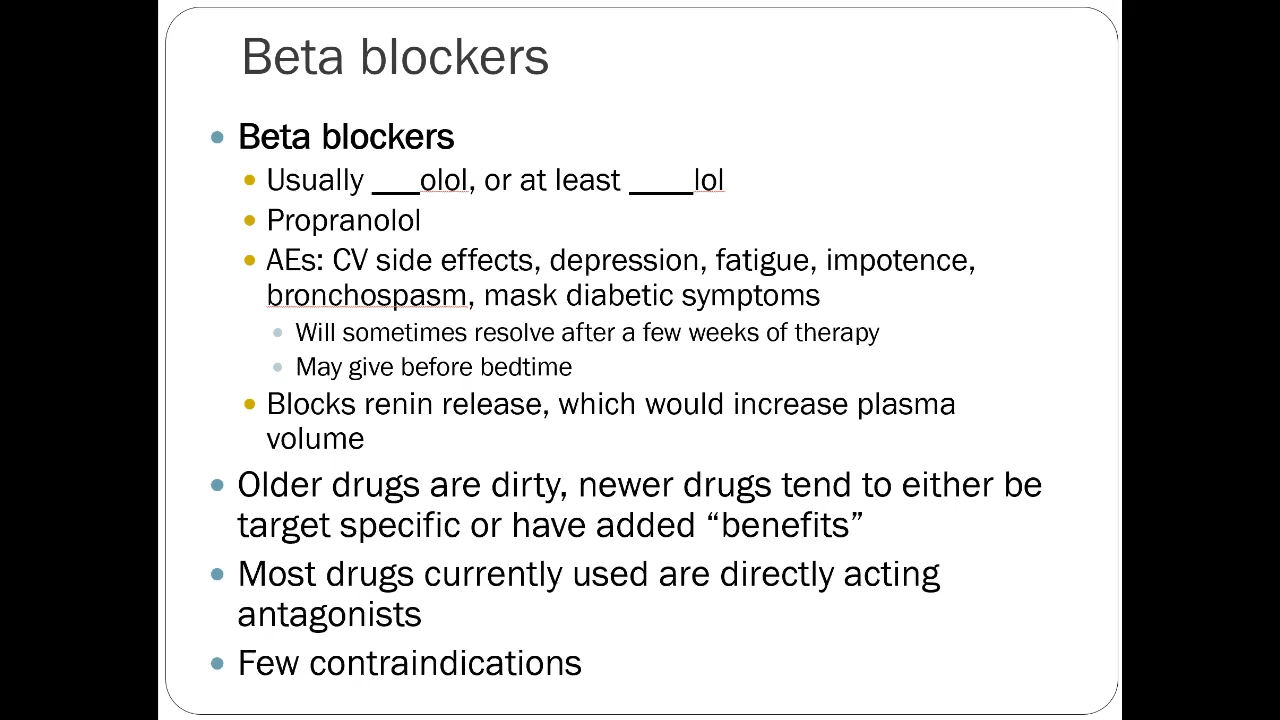 Beta blockers
Beta blockers
Usually ___olol, or at least ____lol
Propranolol
AEs: CV side effects, depression, fatigue, impotence,
bronchospasm, mask diabetic symptoms
Will sometimes resolve after a few weeks of therapy
May give before bedtime
Blocks renin release, which would increase plasma
volume
Older drugs are dirty, newer drugs tend to either be
target specific or have added “benefits”
Most drugs currently used are directly acting
antagonists
Few contraindications